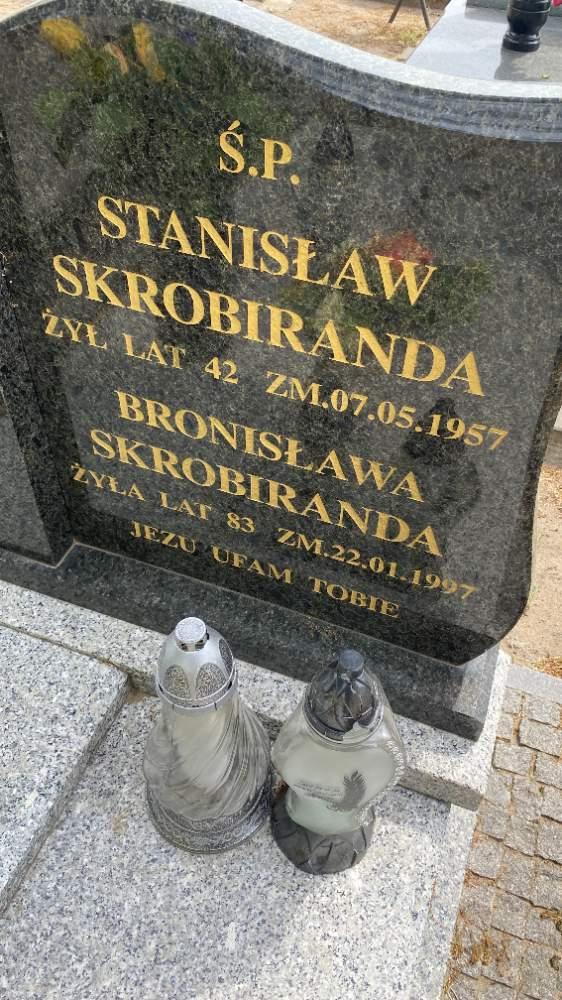 Ś.P.
STANISŁAW
SKROBIRANDA
ŻYŁ LAT 42 ZM.07.05.1957
BRONISŁAWA
SKROBIRANDA
ŻYŁA LAT 83 ZM.22.01.1997
JEZU UFAM TOBIE